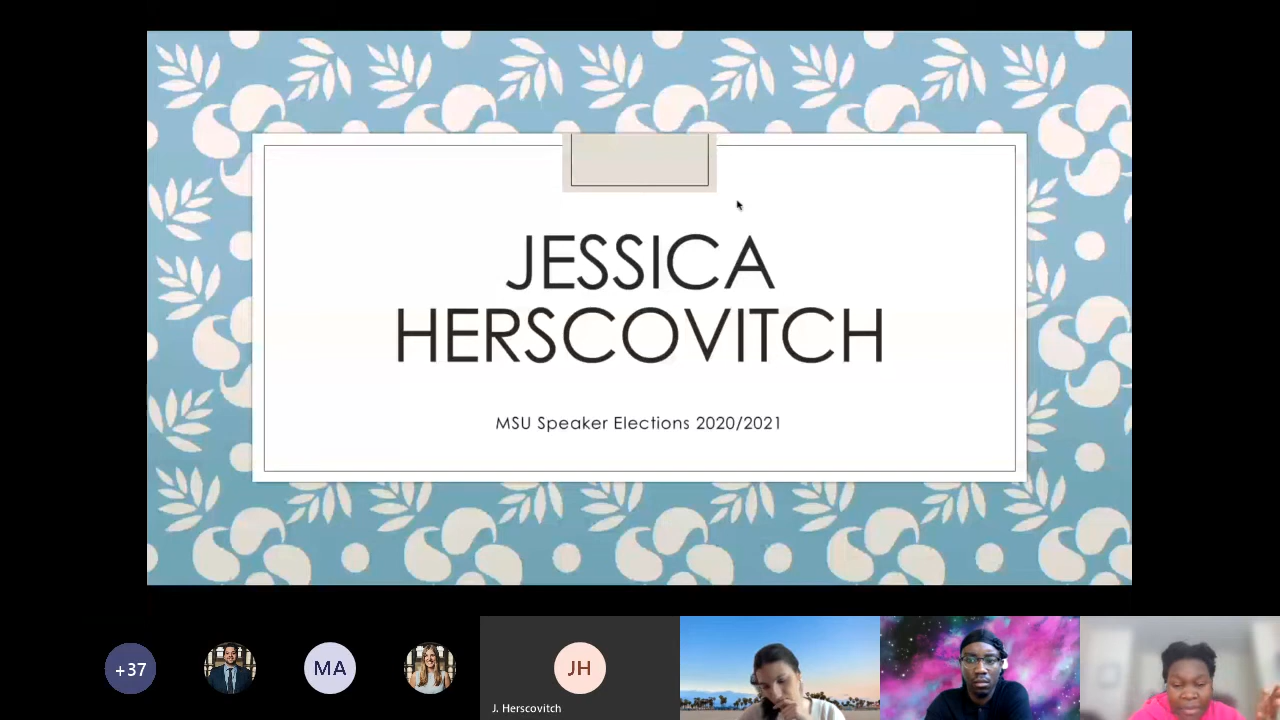 JESSICA
HERSCOVITCH
MSU Speaker Elections 2020/2021
+37
MA
JH
J. Herscovitch